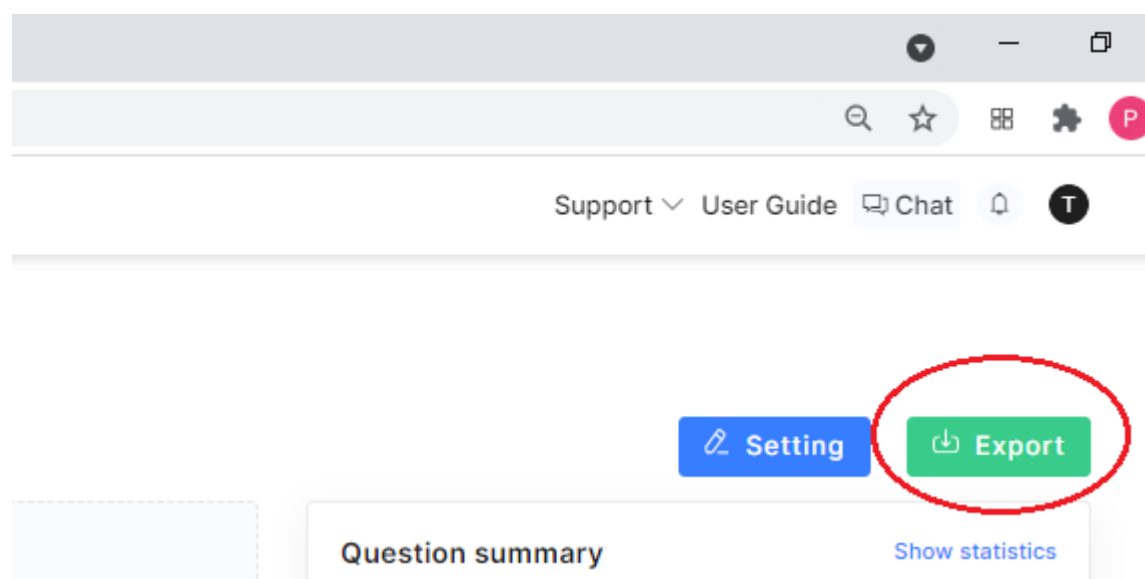 P
Support User Guide Chat T
Setting Export
Question summary Show statistics